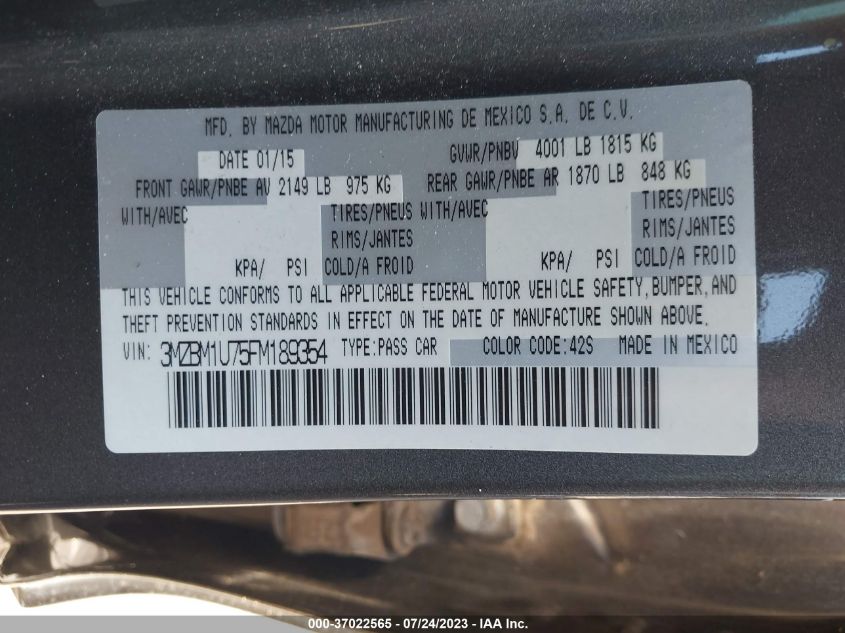 MFD. BY MAZDA MOTOR MANUFACTURING DE MEXICO S.A. DE C.V.
DATE 01/15 GVWR/PNBV 4001 LB 1815 KG
FRONT GAWR/PNBE AV 2149 LB 975 KG REAR GAWR/PNBE AR 1870 LB 848 KG
WITH/AVEC TIRES/PNEUS WITH/AVEC TIRES/PNEUS
RIMS/JANTES RIMS/JANTES
KPA/ PSI COLD/A FROID KPA/ PSI COLD/A FROID
THIS VEHICLE CONFORMS TO ALL APPLICABLE FEDERAL MOTOR VEHICLE SAFETY, BUMPER, AND
THEFT PREVENTION STANDARDS IN EFFECT ON THE DATE OF MANUFACTURE SHOWN ABOVE.
VIN: 3MZBM1U75FM189354 TYPE:PASS CAR COLOR CODE:42S MADE IN MEXICO
000-37022565 / 07/24/2023 - IAA Inc.